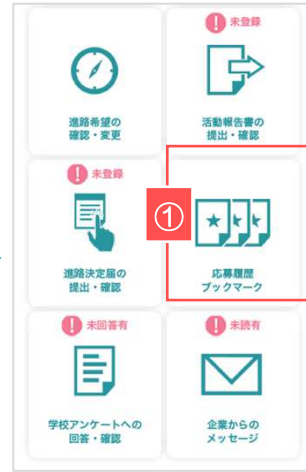 ! 未登録
進路希望の
確認・変更
活動報告書の
提出・確認
! 未登録
①
進路決定届の
提出・確認
応募履歴
ブックマーク
! 未回答有
! 未読有
学校アンケートへの
回答・確認
企業からの
メッセージ